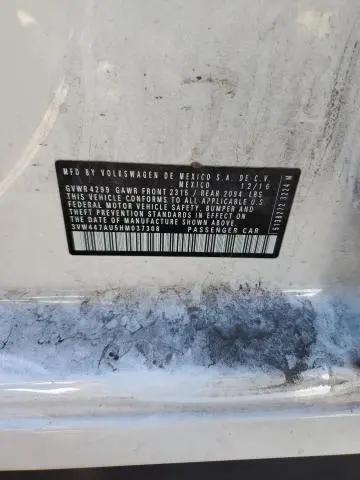 MFD BY VOLKSWAGEN DE MEXICO S.A. DE C.V.
MEXICO 12/16
GVWR4299 GAWR FRONT 2315 / REAR 2094 LBS
THIS VEHICLE CONFORMS TO ALL APPLICABLE U.S.
FEDERAL MOTOR VEHICLE SAFETY, BUMPER AND
THEFT PREVENTION STANDARDS IN EFFECT ON
THE DATE OF MANUFACTURE SHOWN ABOVE.
3VW447AU5HM037308 PASSENGER CAR
3224 M